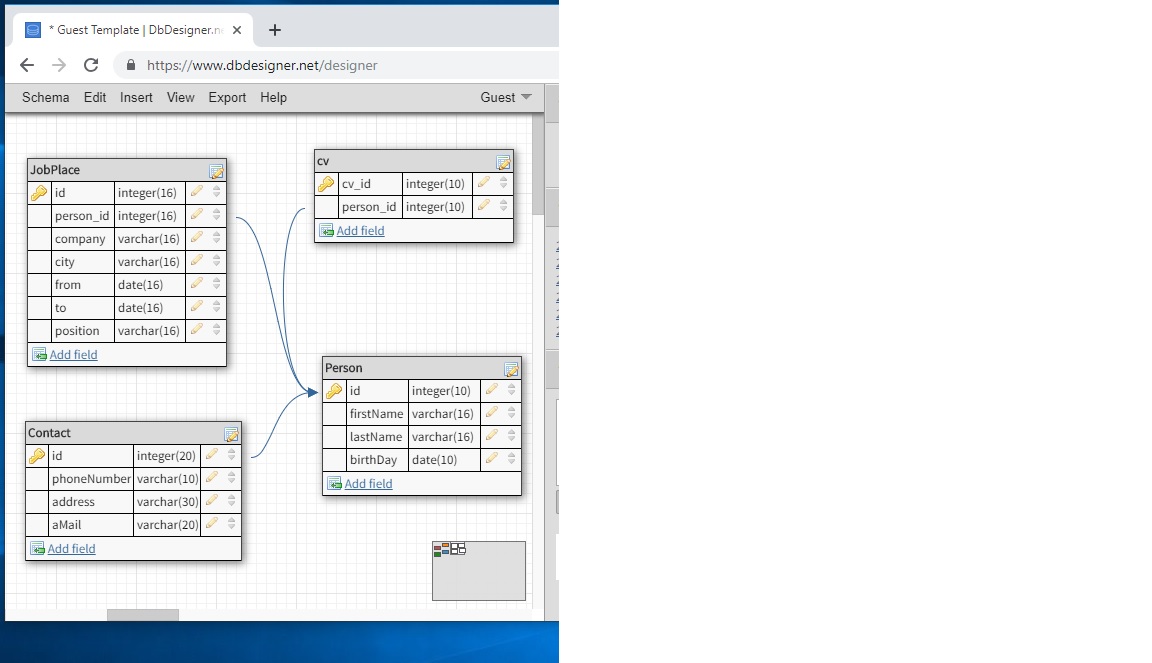 * Guest Template | DbDesigner.ne
https://www.dbdesigner.net/designer
Schema Edit Insert View Export Help Guest
JobPlace
id integer(16)
person_id integer(16)
company varchar(16)
city varchar(16)
from date(16)
to date(16)
position varchar(16)
Add field
cv
cv_id integer(10)
person_id integer(10)
Add field
Person
id integer(10)
firstName varchar(16)
lastName varchar(16)
birthDay date(10)
Add field
Contact
id integer(20)
phoneNumber varchar(10)
address varchar(30)
aMail varchar(20)
Add field